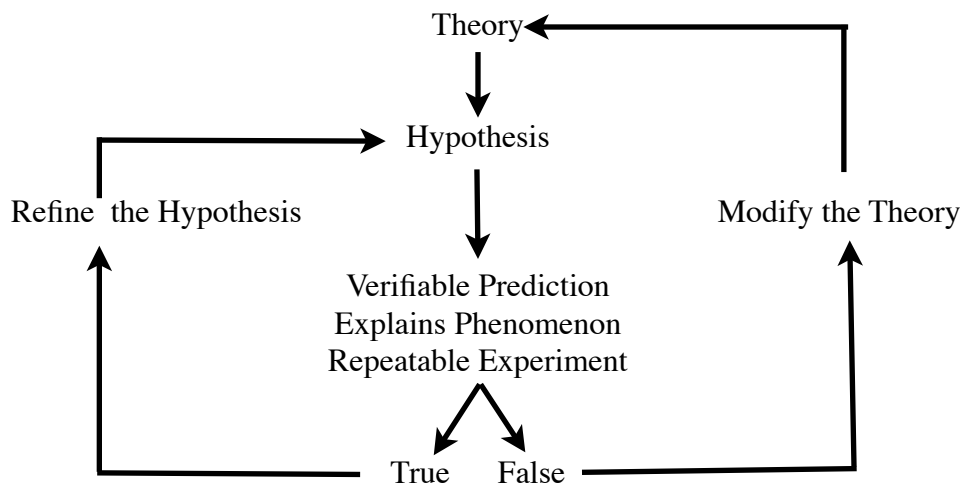 Theory
Hypothesis
Refine the Hypothesis
Modify the Theory
Verifiable Prediction
Explains Phenomenon
Repeatable Experiment
True
False